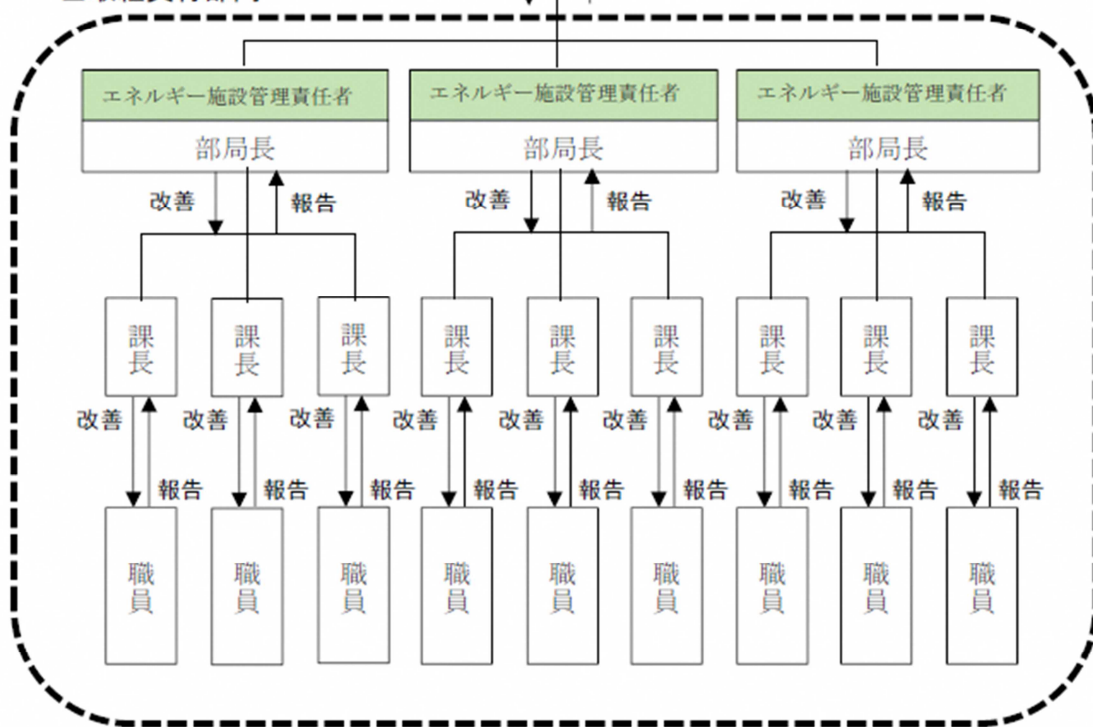 エネルギー施設管理責任者 エネルギー施設管理責任者 エネルギー施設管理責任者
部局長 部局長 部局長
改善 報告 改善 報告 改善 報告
課長 課長 課長 課長 課長 課長 課長 課長 課長
改善 改善 改善 改善 改善 改善 改善 改善 改善
報告 報告 報告 報告 報告 報告 報告 報告 報告
職員 職員 職員 職員 職員 職員 職員 職員 職員